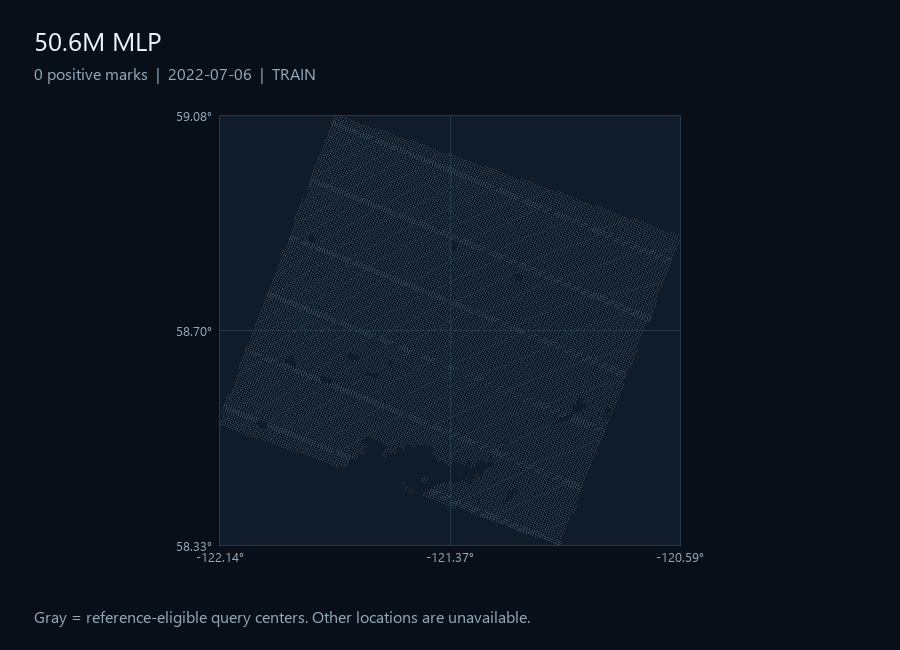 50.6M MLP
0 positive marks | 2022-07-06 | TRAIN
59.08°
58.70°
58.33°
-122.14°
-121.37°
-120.59°
Gray = reference-eligible query centers. Other locations are unavailable.